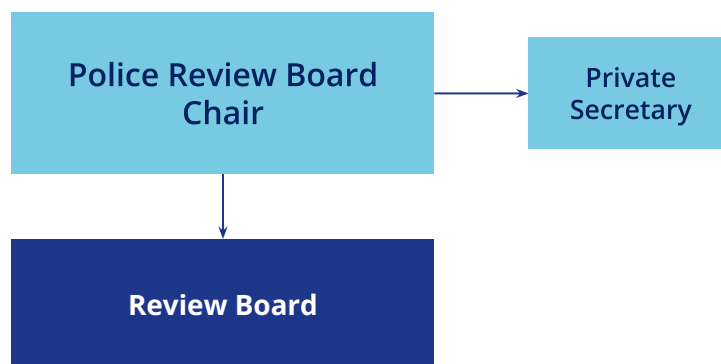 Police Review Board
Chair
Private
Secretary
Review Board